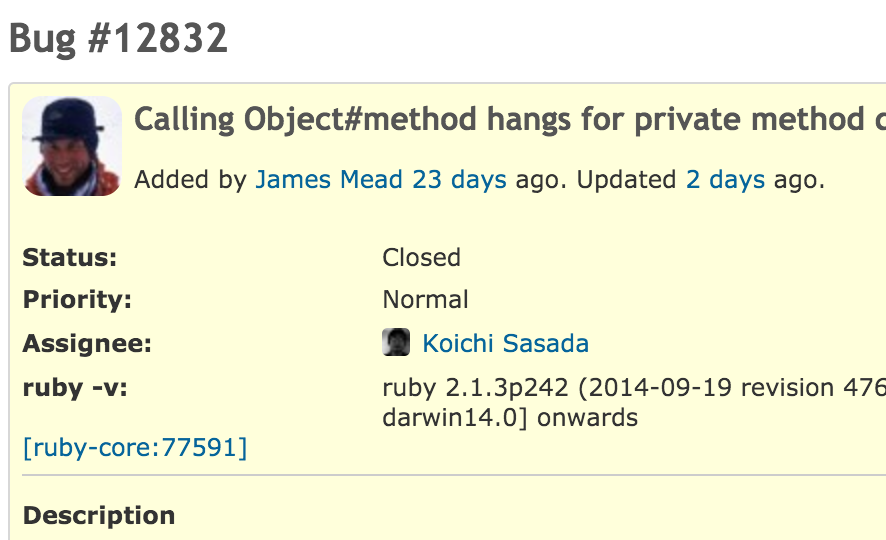 Bug #12832
Calling Object#method hangs for private method
Added by James Mead 23 days ago. Updated 2 days ago.
Status: Closed
Priority: Normal
Assignee: Koichi Sasada
ruby -v: ruby 2.1.3p242 (2014-09-19 revision 476
darwin14.0] onwards
[ruby-core:77591]
Description